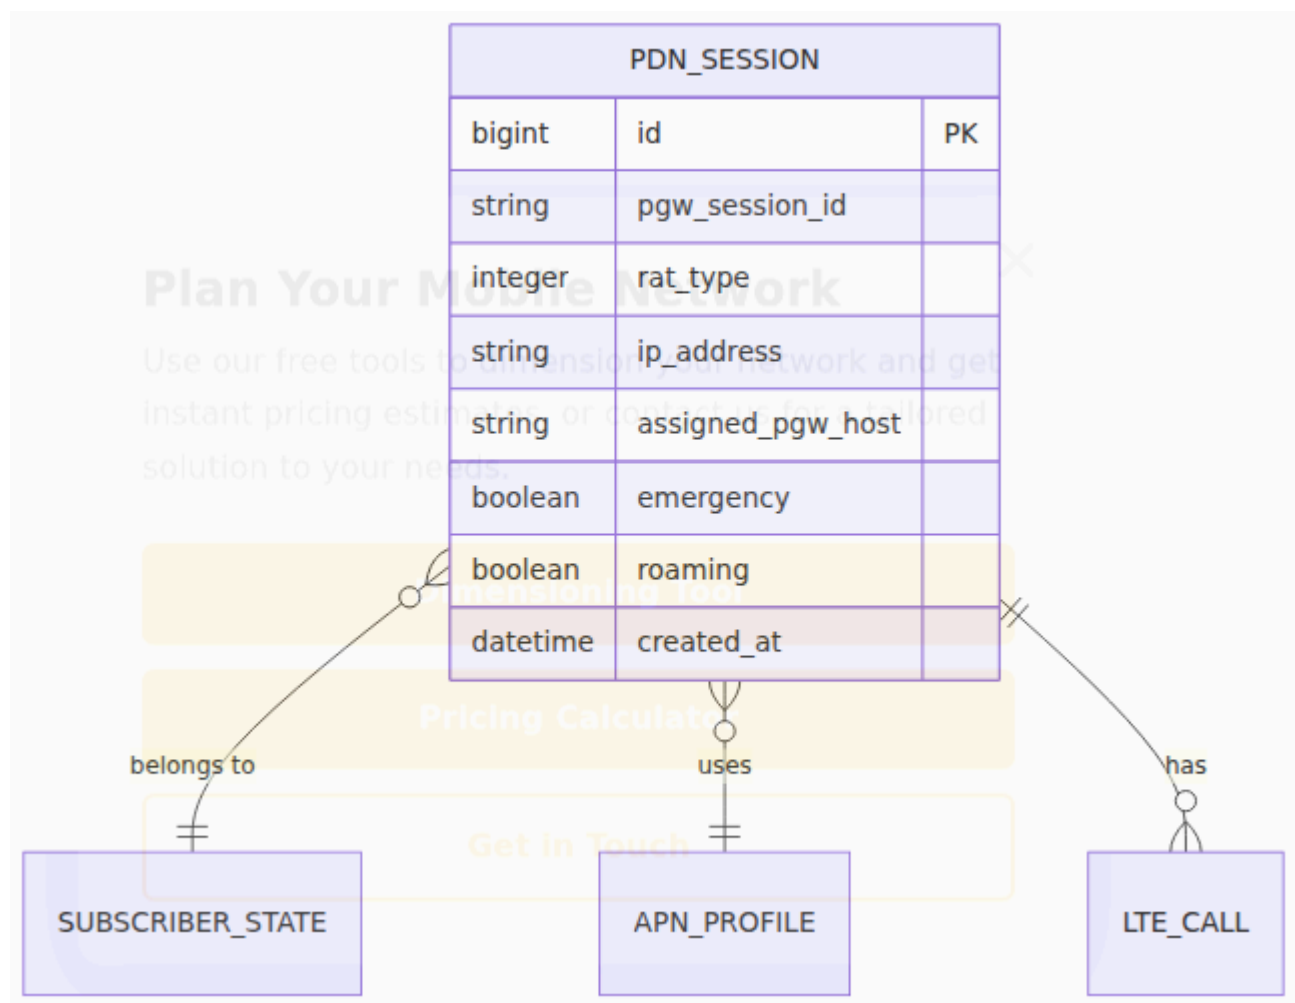 PDN_SESSION
bigint id PK
string pgw_session_id
integer rat_type
string ip_address
string assigned_pgw_host
boolean emergency
boolean roaming
datetime created_at
Plan Your Mobile Network
Use our free tools to dimension your network and get
instant pricing estimates, or contact us for a tailored
solution to your needs.
Dimensioning Tool
Pricing Calculator
Get in Touch
belongs to
uses
has
SUBSCRIBER_STATE
APN_PROFILE
LTE_CALL